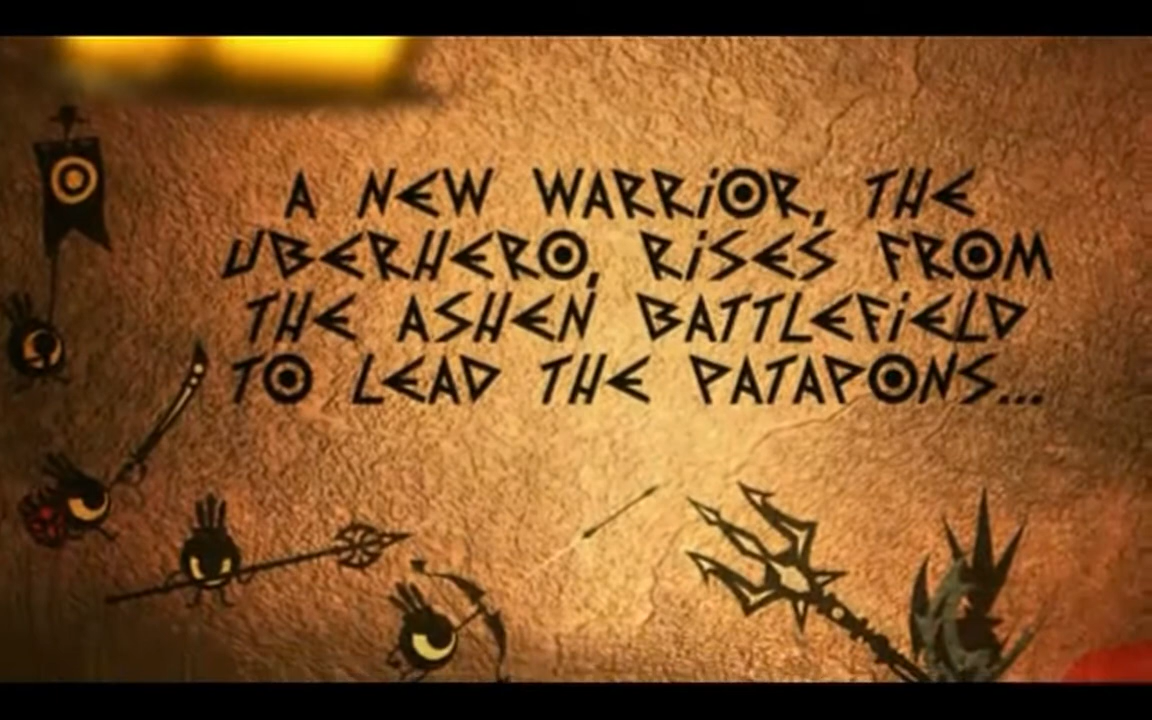 A NEW WARRiOR, THE
UBERHERO, RiSES FROM
THE ASHEN BATTLEFiELD
TO LEAD THE PATAPONS...